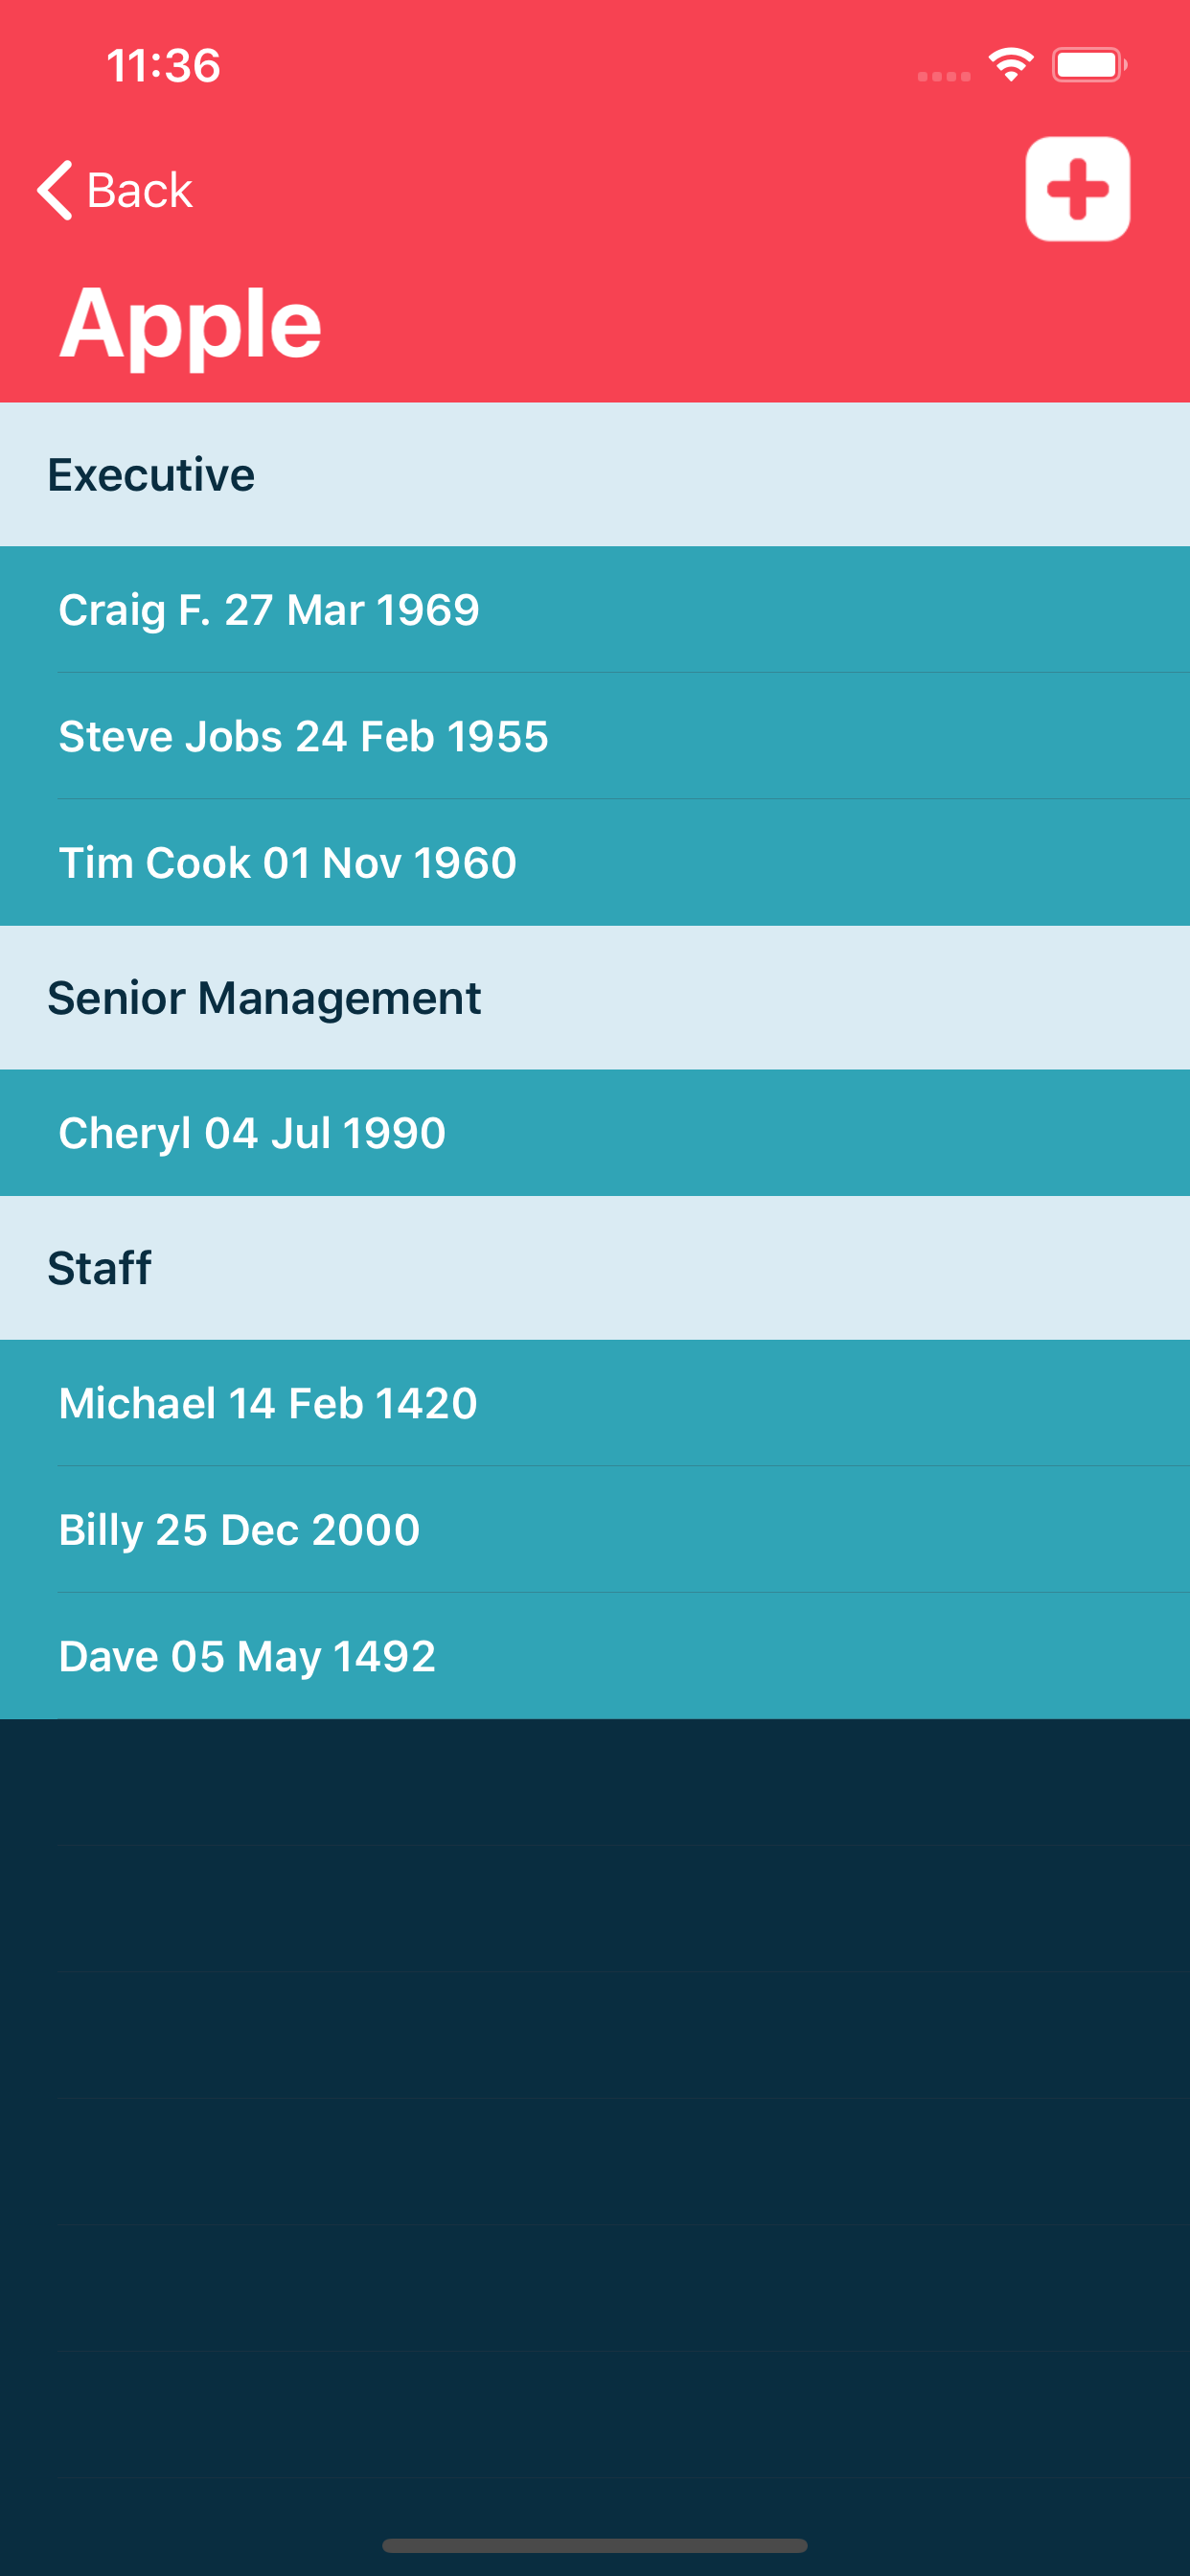 11:36
Back
Apple
Executive
Craig F. 27 Mar 1969
Steve Jobs 24 Feb 1955
Tim Cook 01 Nov 1960
Senior Management
Cheryl 04 Jul 1990
Staff
Michael 14 Feb 1420
Billy 25 Dec 2000
Dave 05 May 1492